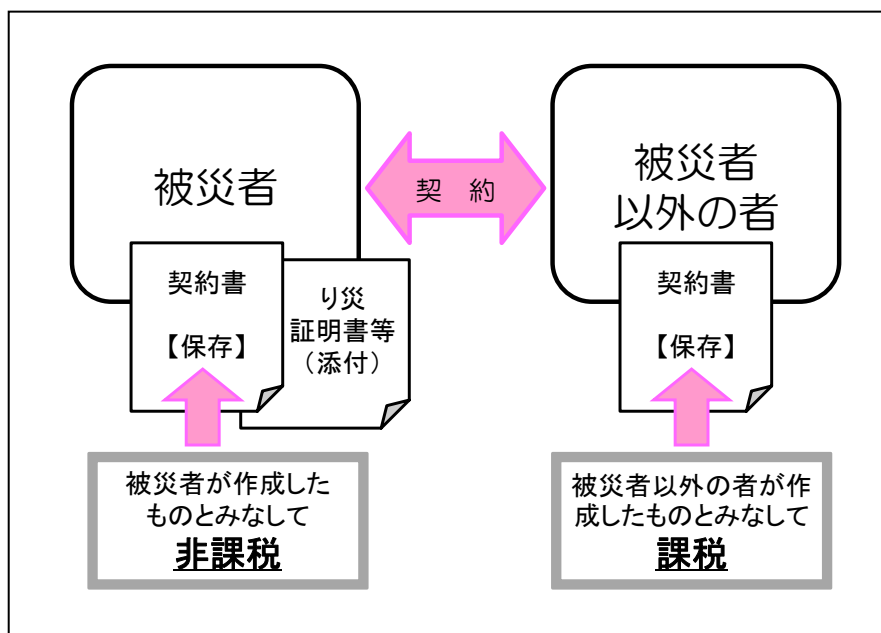 被災者
契約
被災者
以外の者
契約書
【保存】
り災
証明書等
（添付）
契約書
【保存】
被災者が作成した
ものとみなして
非課税
被災者以外の者が作
成したものとみなして
課税